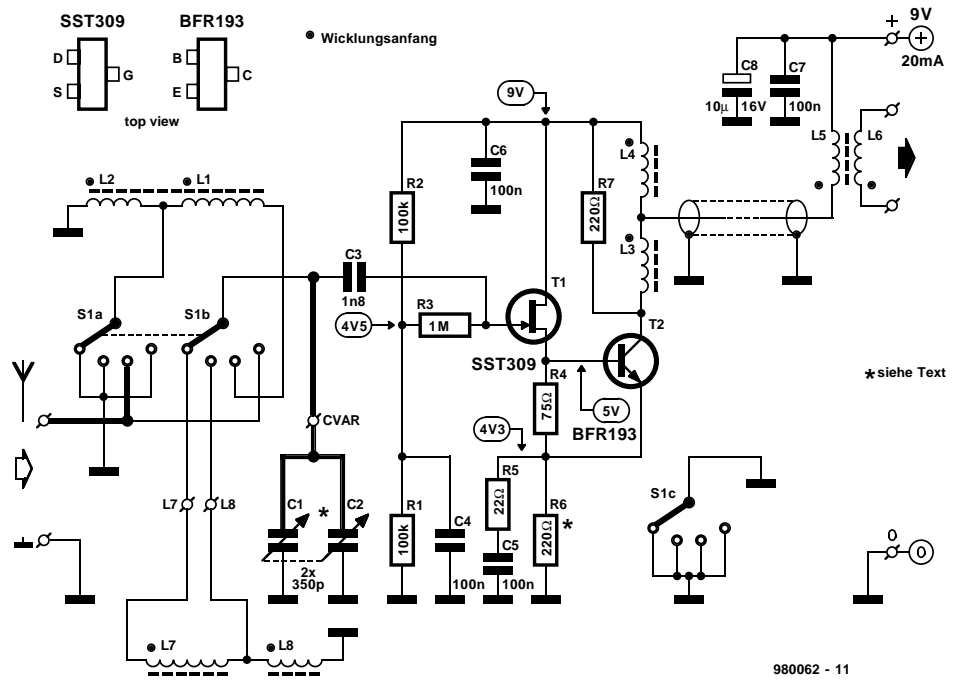 SST309
BFR193
D
S
G
B
E
C
top view
Wicklungsanfang
+
9V
20mA
C8
10µ
16V
C7
100n
L5
L6
9V
L2
L1
C6
100n
R2
100k
R7
220Ω
L4
L3
C3
1n8
S1a
S1b
4V5
R3
1M
T1
SST309
T2
BFR193
R4
75Ω
5V
4V3
* siehe Text
CVAR
L7
L8
C1
*
C2
2x
350p
R1
100k
C4
100n
R5
22Ω
C5
100n
R6
220Ω
*
S1c
0
0
L7
L8
980062 - 11